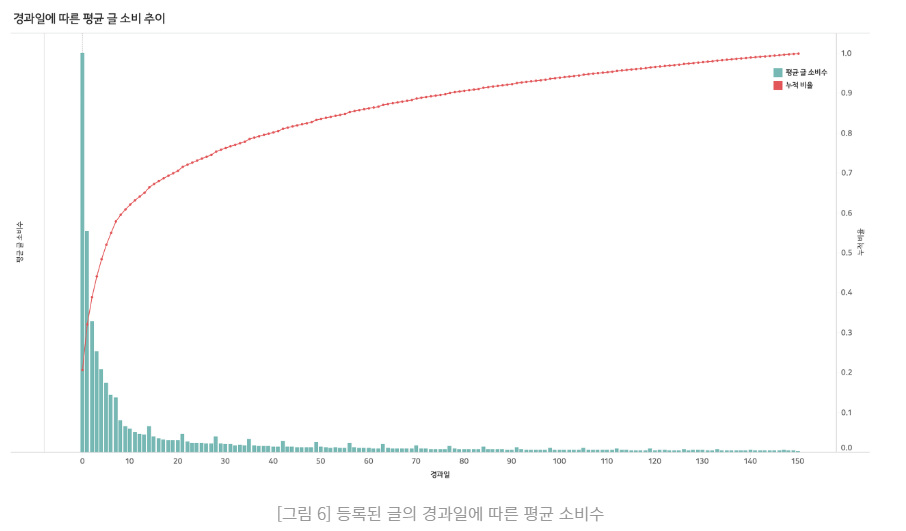 경과일에 따른 평균 글 소비 추이
평균 글 소비수
누적 비율
1.0
0.9
0.8
0.7
0.6
0.5
0.4
0.3
0.2
0.1
0.0
평균 글 소비수
누적 비율
0 10 20 30 40 50 60 70 80 90 100 110 120 130 140 150
경과일
[그림 6] 등록된 글의 경과일에 따른 평균 소비수